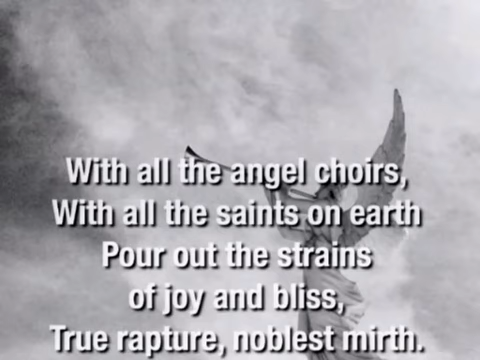 With all the angel choirs,
With all the saints on earth
Pour out the strains
of joy and bliss,
True rapture, noblest mirth.